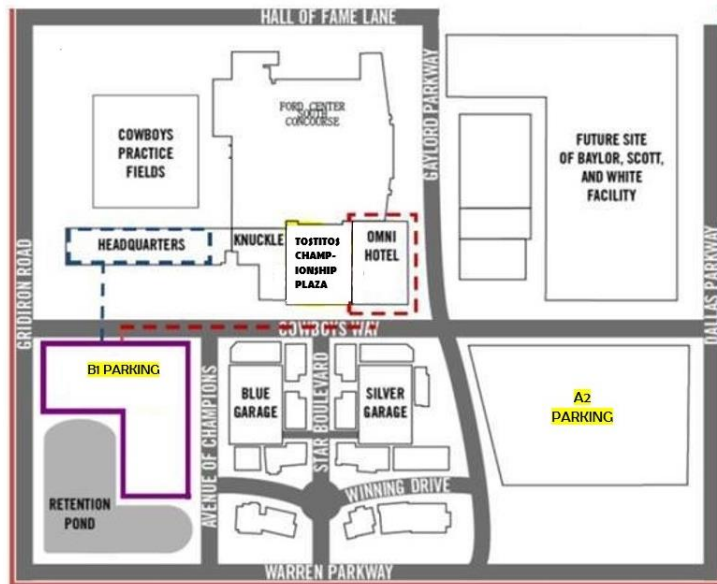 HALL OF FAME LANE
FORD CENTER
SOUTH
CONCOURSE
GAYLORD PARKWAY
COWBOYS
PRACTICE
FIELDS
FUTURE SITE
OF BAYLOR, SCOTT,
AND WHITE
FACILITY
HEADQUARTERS
KNUCKLE
TOSTITOS
CHAMP-
IONSHIP
PLAZA
OMNI
HOTEL
GRIDIRON ROAD
DALLAS PARKWAY
COWBOYS WAY
B1 PARKING
AVENUE OF CHAMPIONS
BLUE
GARAGE
STAR BOULEVARD
SILVER
GARAGE
A2
PARKING
RETENTION
POND
WINNING DRIVE
WARREN PARKWAY